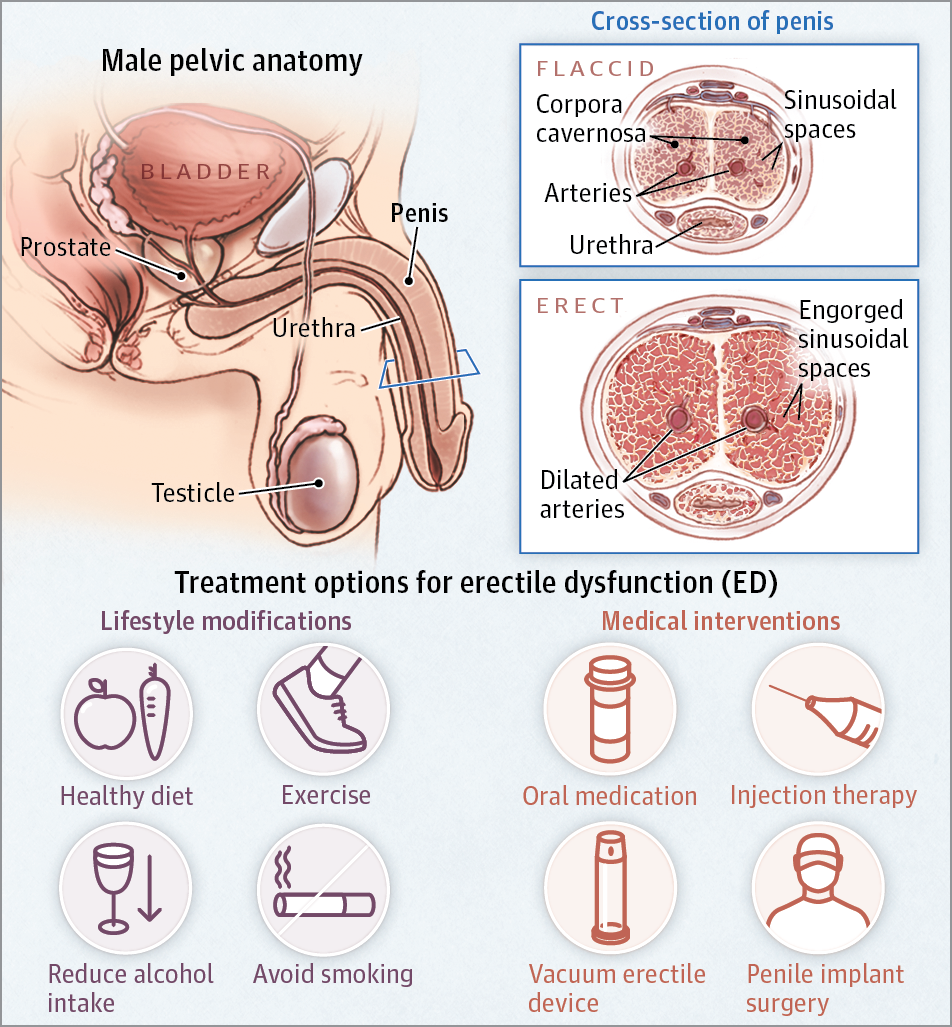 Male pelvic anatomy
BLADDER
Prostate
Penis
Urethra
Testicle
Cross-section of penis
FLACCID
Corpora
cavernosa
Sinusoidal
spaces
Arteries
Urethra
ERECT
Engorged
sinusoidal
spaces
Dilated
arteries
Treatment options for erectile dysfunction (ED)
Lifestyle modifications
Healthy diet
Exercise
Reduce alcohol
intake
Avoid smoking
Medical interventions
Oral medication
Injection therapy
Vacuum erectile
device
Penile implant
surgery